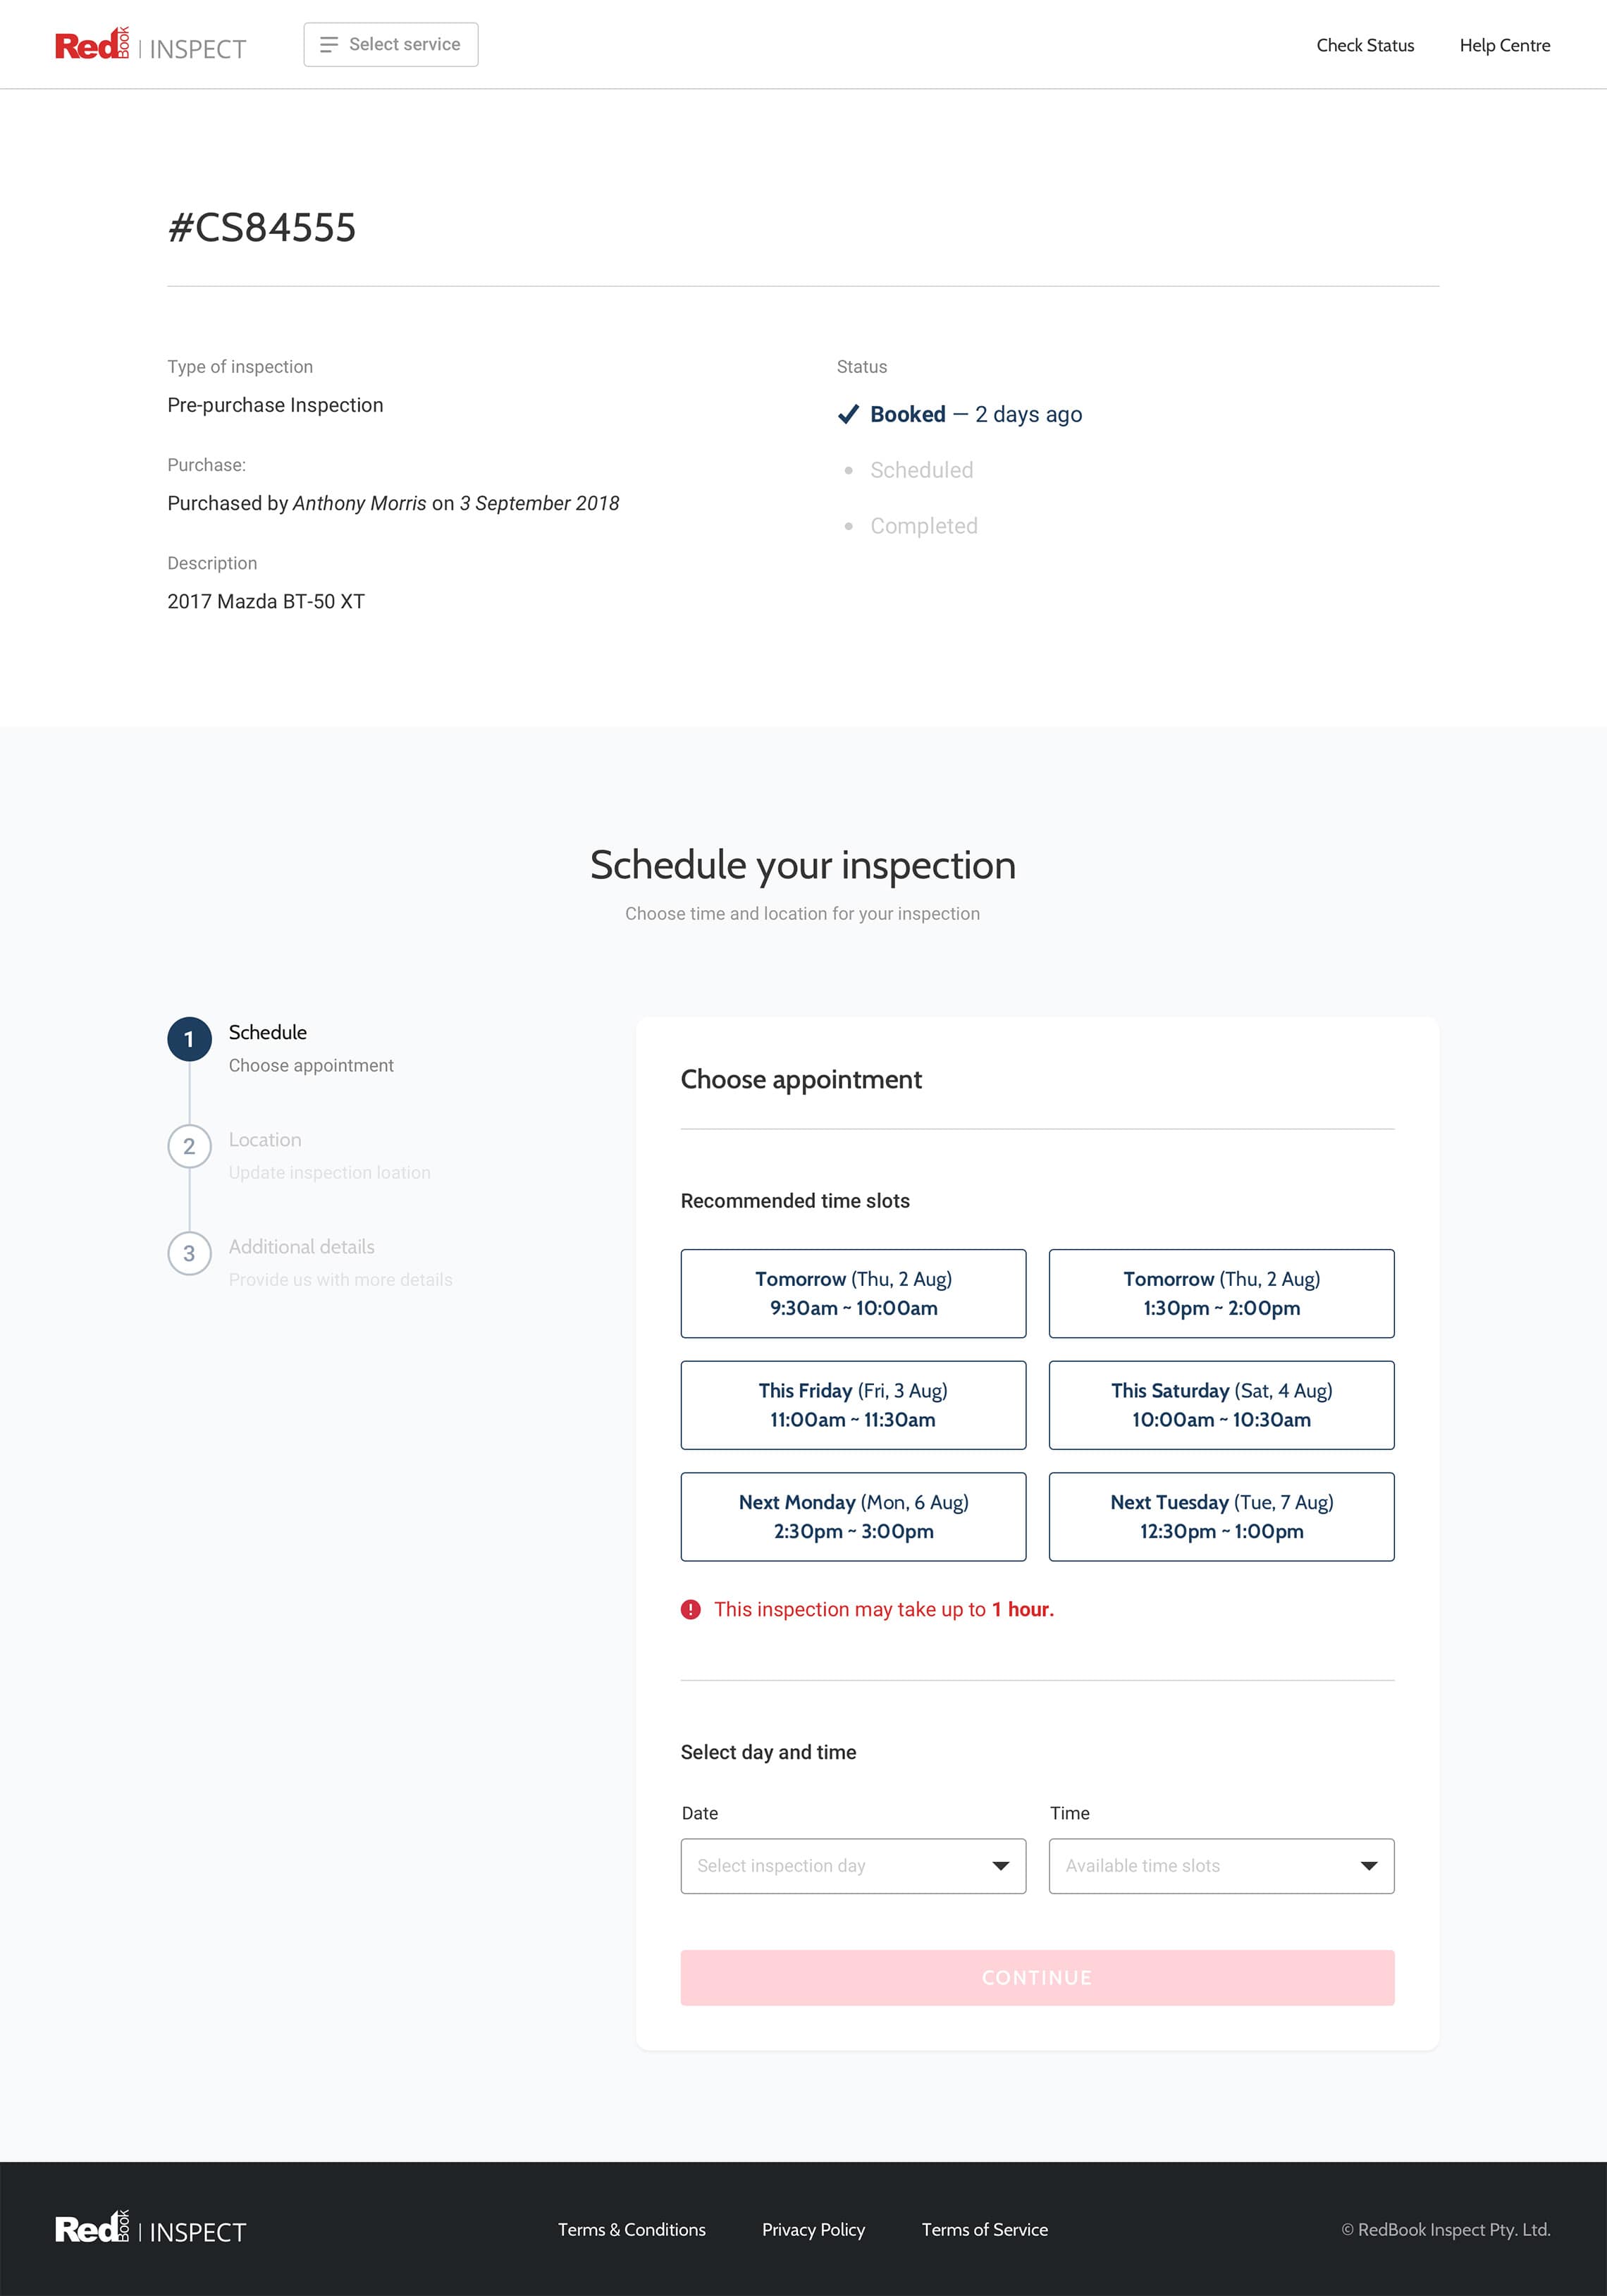 RedBook | INSPECT
Select service
Check Status
Help Centre
#CS84555
Type of inspection
Pre-purchase Inspection
Purchase:
Purchased by Anthony Morris on 3 September 2018
Description
2017 Mazda BT-50 XT
Status
Booked — 2 days ago
Scheduled
Completed
Schedule your inspection
Choose time and location for your inspection
1
Schedule
Choose appointment
2
Location
Update inspection loation
3
Additional details
Provide us with more details
Choose appointment
Recommended time slots
Tomorrow (Thu, 2 Aug)
9:30am ~ 10:00am
Tomorrow (Thu, 2 Aug)
1:30pm ~ 2:00pm
This Friday (Fri, 3 Aug)
11:00am ~ 11:30am
This Saturday (Sat, 4 Aug)
10:00am ~ 10:30am
Next Monday (Mon, 6 Aug)
2:30pm ~ 3:00pm
Next Tuesday (Tue, 7 Aug)
12:30pm ~ 1:00pm
This inspection may take up to 1 hour.
Select day and time
Date
Select inspection day
Time
Available time slots
CONTINUE
RedBook | INSPECT
Terms & Conditions
Privacy Policy
Terms of Service
© RedBook Inspect Pty. Ltd.